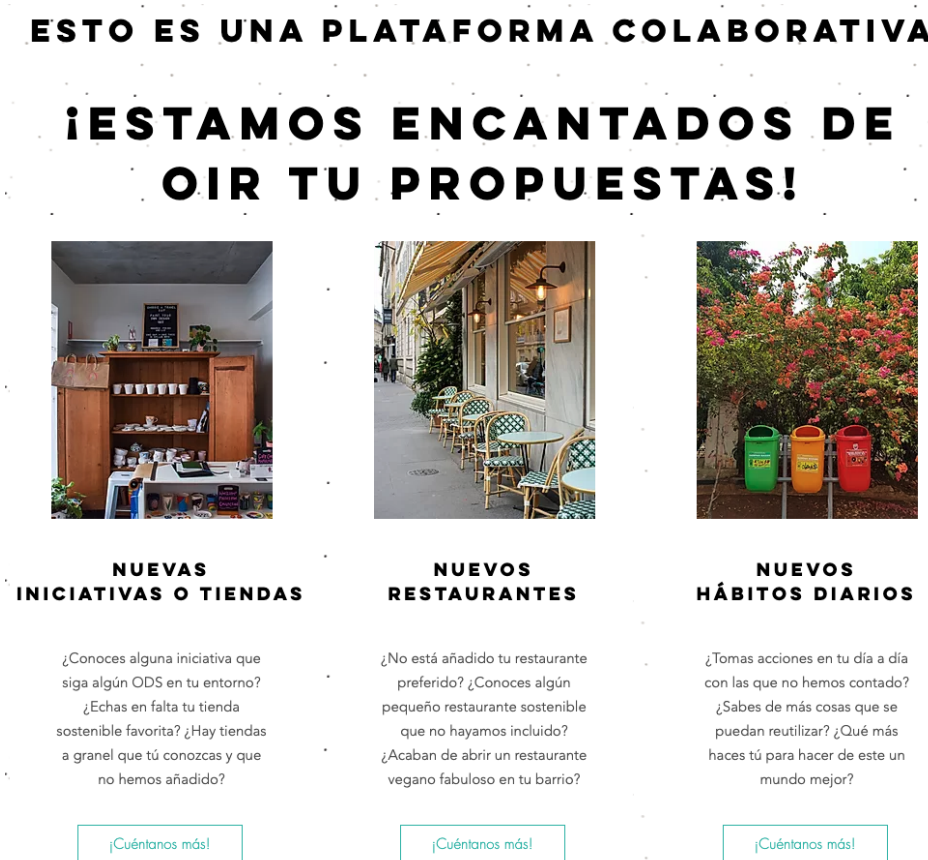 ESTO ES UNA PLATAFORMA COLABORATIVA
¡ESTAMOS ENCANTADOS DE
OIR TU PROPUESTAS!
NUEVAS
INICIATIVAS O TIENDAS
¿Conoces alguna iniciativa que
siga algún ODS en tu entorno?
¿Echas en falta tu tienda
sostenible favorita? ¿Hay tiendas
a granel que tú conozcas y que
no hemos añadido?
¡Cuéntanos más!
NUEVOS
RESTAURANTES
¿No está añadido tu restaurante
preferido? ¿Conoces algún
pequeño restaurante sostenible
que no hayamos incluido?
¿Acaban de abrir un restaurante
vegano fabuloso en tu barrio?
¡Cuéntanos más!
NUEVOS
HÁBITOS DIARIOS
¿Tomas acciones en tu día a día
con las que no hemos contado?
¿Sabes de más cosas que se
puedan reutilizar? ¿Qué más
haces tú para hacer de este un
mundo mejor?
¡Cuéntanos más!